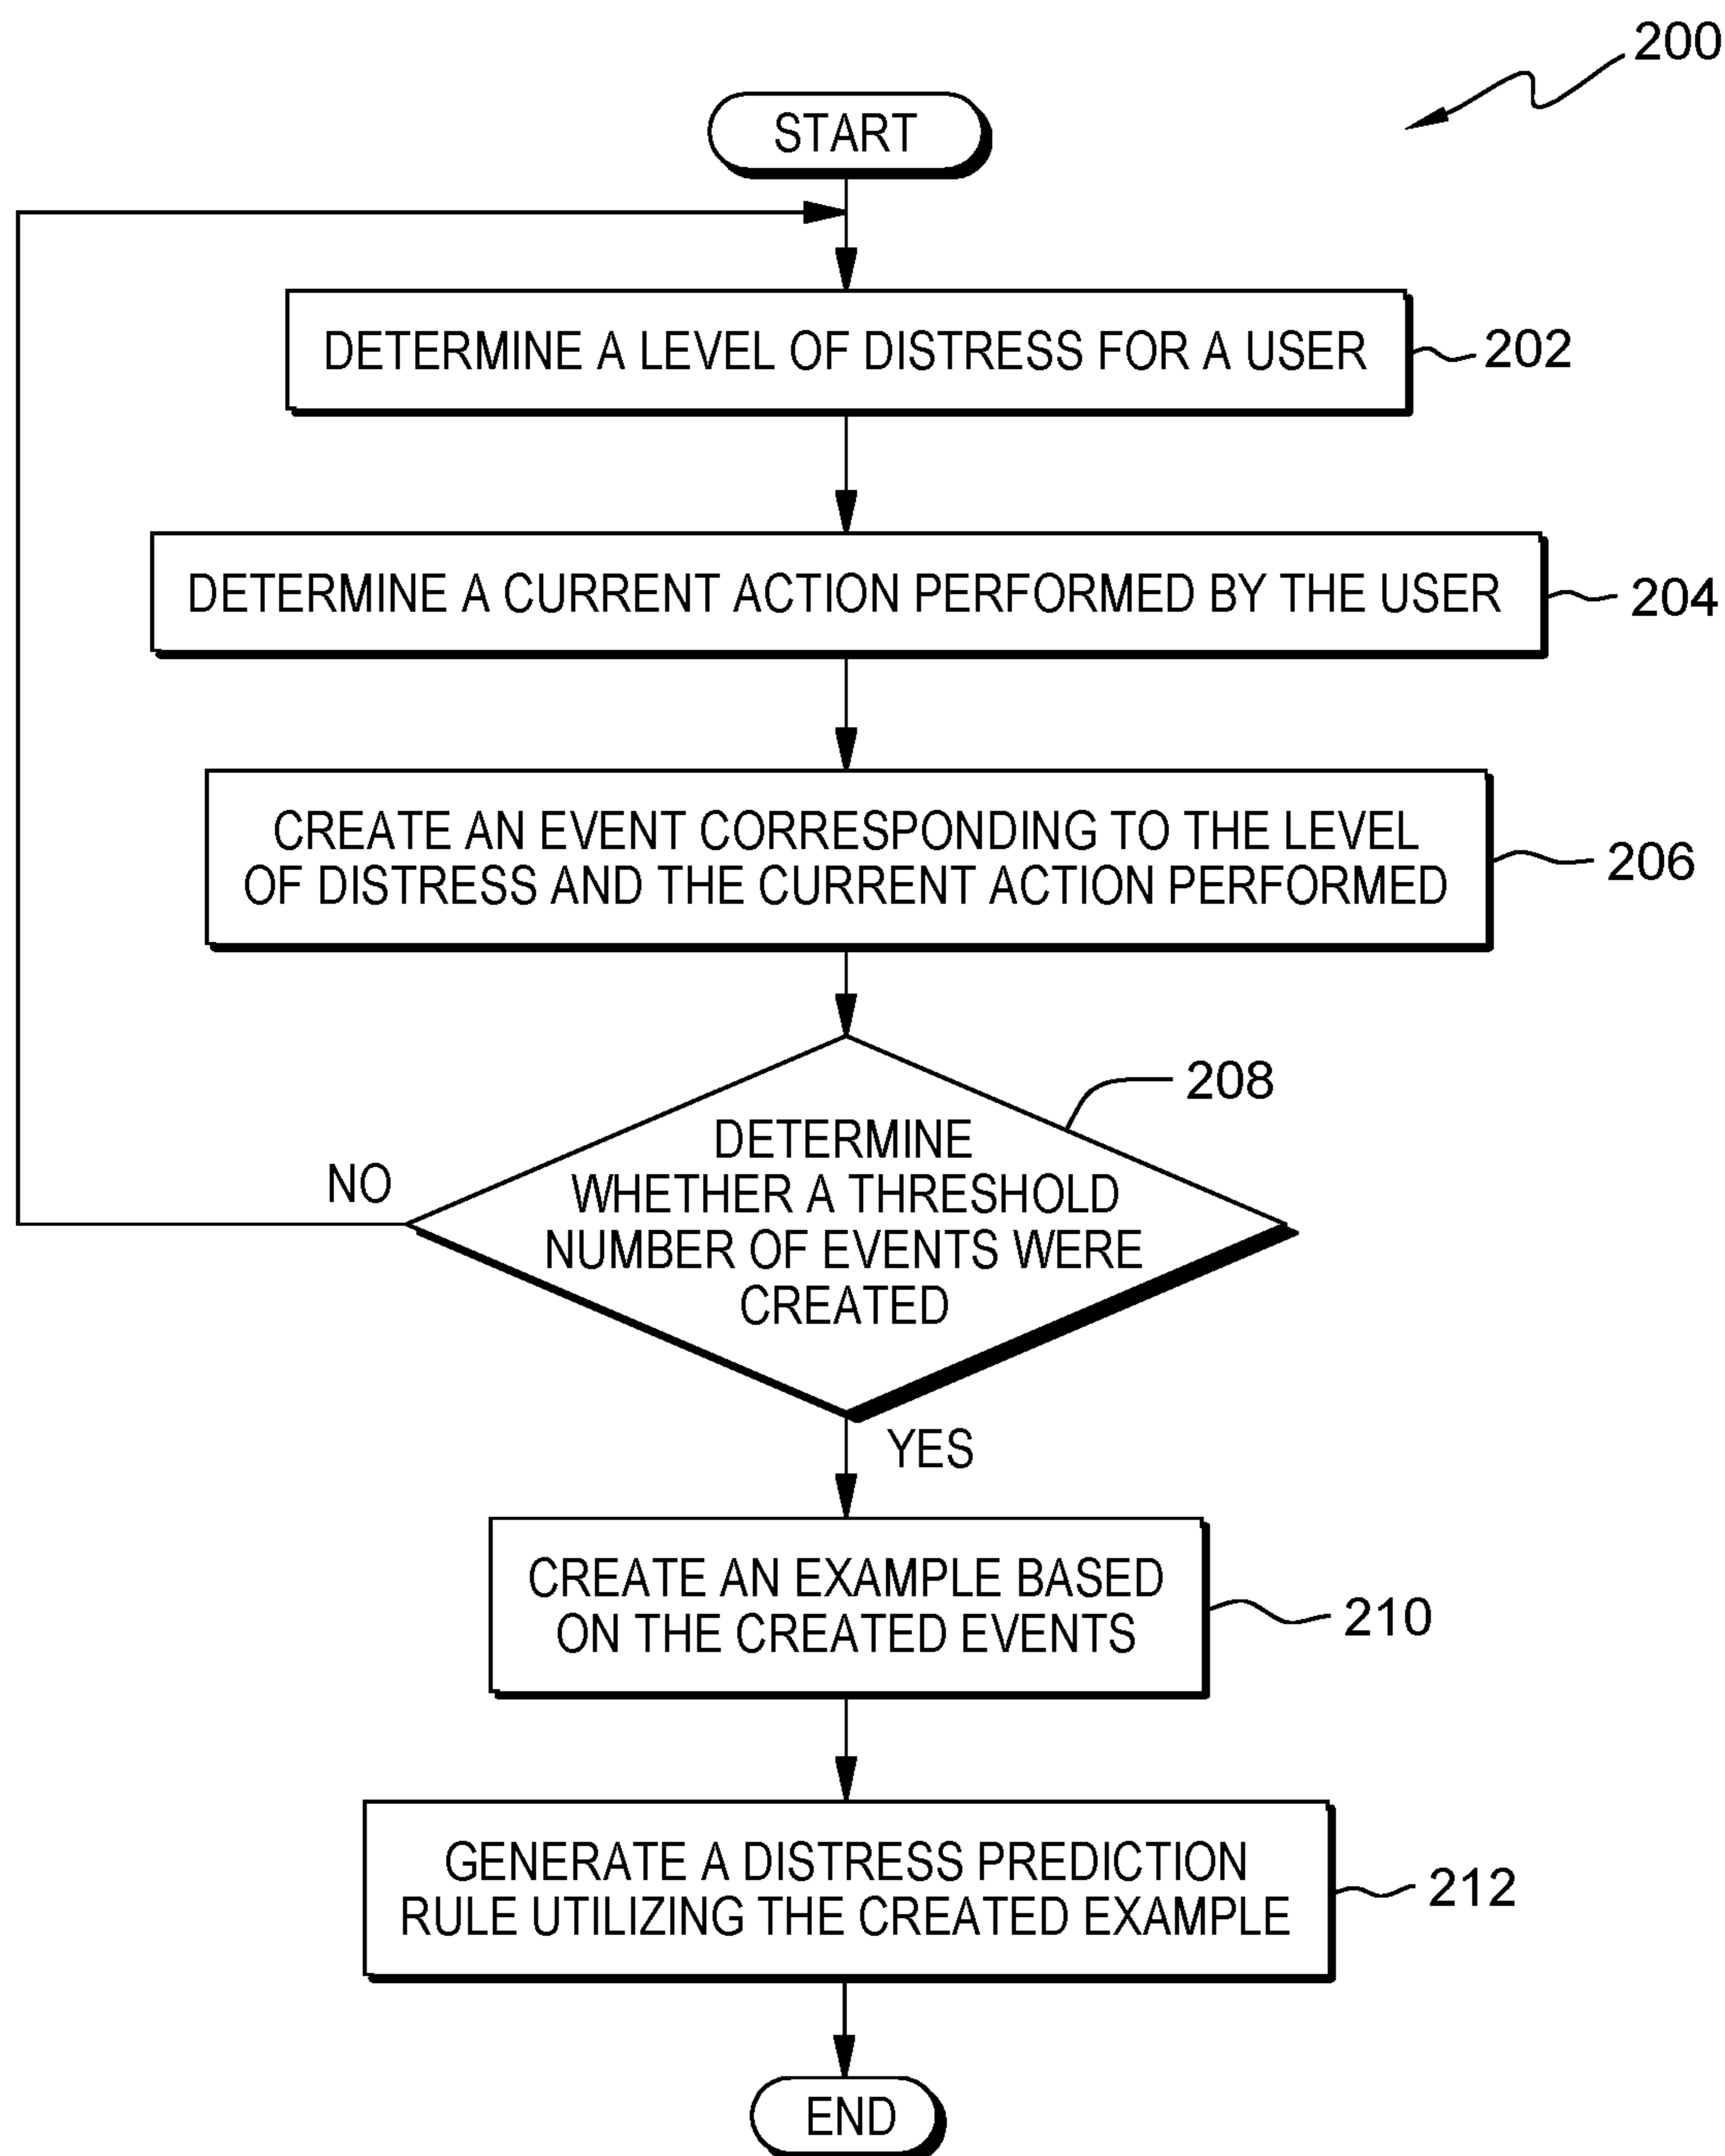 200
START
DETERMINE A LEVEL OF DISTRESS FOR A USER
202
DETERMINE A CURRENT ACTION PERFORMED BY THE USER
204
CREATE AN EVENT CORRESPONDING TO THE LEVEL
OF DISTRESS AND THE CURRENT ACTION PERFORMED
206
208
DETERMINE
WHETHER A THRESHOLD
NUMBER OF EVENTS WERE
CREATED
NO
YES
CREATE AN EXAMPLE BASED
ON THE CREATED EVENTS
210
GENERATE A DISTRESS PREDICTION
RULE UTILIZING THE CREATED EXAMPLE
212
END